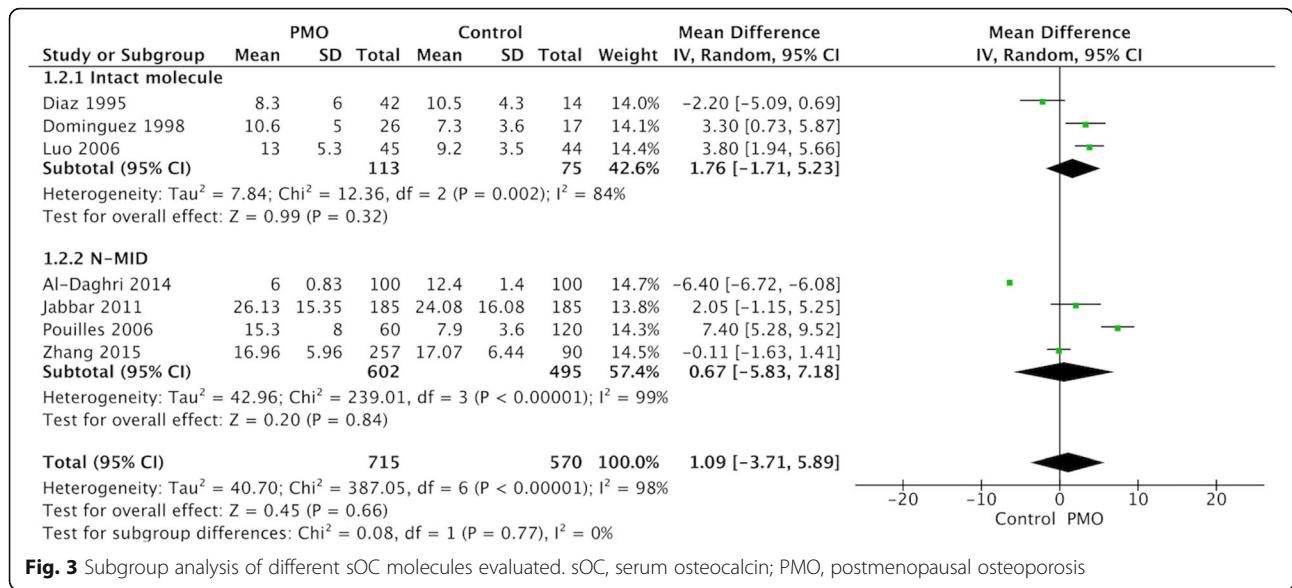 PMO Control Mean Difference Mean Difference
Study or Subgroup Mean SD Total Mean SD Total Weight IV, Random, 95% CI IV, Random, 95% CI
1.2.1 Intact molecule
Diaz 1995 8.3 6 42 10.5 4.3 14 14.0% -2.20 [-5.09, 0.69]
Dominguez 1998 10.6 5 26 7.3 3.6 17 14.1% 3.30 [0.73, 5.87]
Luo 2006 13 5.3 45 9.2 3.5 44 14.4% 3.80 [1.94, 5.66]
Subtotal (95% CI) 113 75 42.6% 1.76 [-1.71, 5.23]
Heterogeneity: Tau² = 7.84; Chi² = 12.36, df = 2 (P = 0.002); I² = 84%
Test for overall effect: Z = 0.99 (P = 0.32)
1.2.2 N-MID
Al-Daghri 2014 6 0.83 100 12.4 1.4 100 14.7% -6.40 [-6.72, -6.08]
Jabbar 2011 26.13 15.35 185 24.08 16.08 185 13.8% 2.05 [-1.15, 5.25]
Pouilles 2006 15.3 8 60 7.9 3.6 120 14.3% 7.40 [5.28, 9.52]
Zhang 2015 16.96 5.96 257 17.07 6.44 90 14.5% -0.11 [-1.63, 1.41]
Subtotal (95% CI) 602 495 57.4% 0.67 [-5.83, 7.18]
Heterogeneity: Tau² = 42.96; Chi² = 239.01, df = 3 (P < 0.00001); I² = 99%
Test for overall effect: Z = 0.20 (P = 0.84)
Total (95% CI) 715 570 100.0% 1.09 [-3.71, 5.89]
Heterogeneity: Tau² = 40.70; Chi² = 387.05, df = 6 (P < 0.00001); I² = 98%
Test for overall effect: Z = 0.45 (P = 0.66)
Test for subgroup differences: Chi² = 0.08, df = 1 (P = 0.77), I² = 0%
-20 -10 0 10 20
Control PMO
Fig. 3 Subgroup analysis of different sOC molecules evaluated. sOC, serum osteocalcin; PMO, postmenopausal osteoporosis